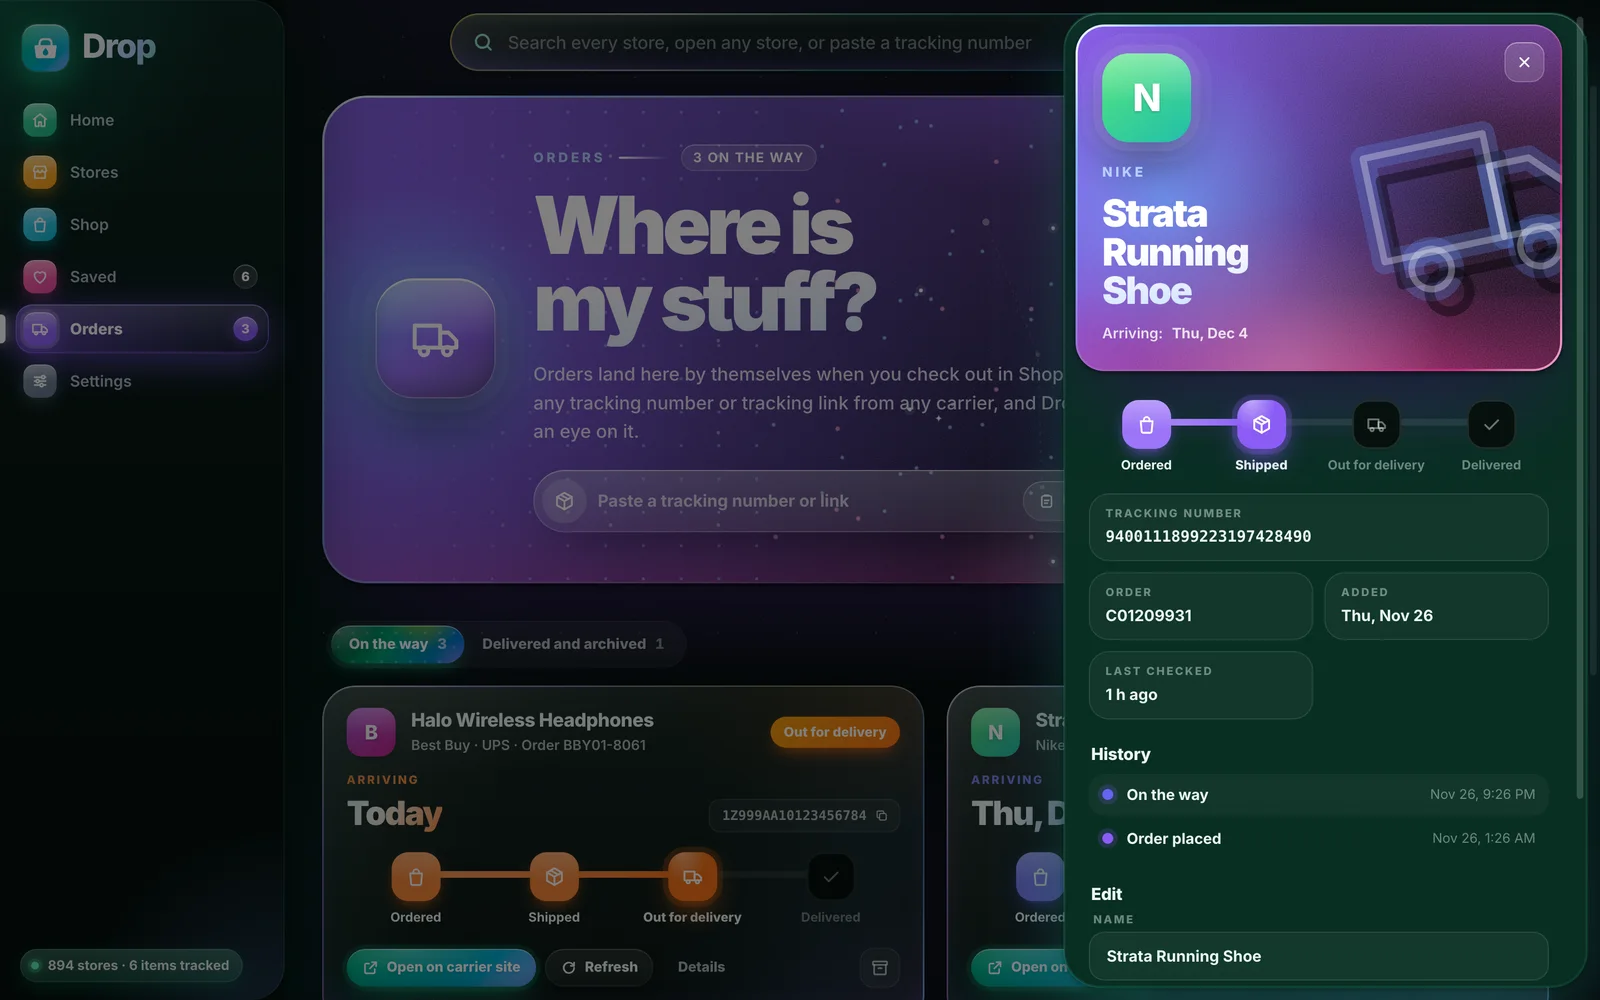 Drop
Home
Stores
Shop
Saved 6
Orders 3
Settings
894 stores · 6 items tracked
Search every store, open any store, or paste a tracking number
ORDERS
3 ON THE WAY
Where is
my stuff?
Orders land here by themselves when you check out in Shop
any tracking number or tracking link from any carrier, and
an eye on it.
Paste a tracking number or link
On the way 3
Delivered and archived 1
B
Halo Wireless Headphones
Best Buy · UPS · Order BBY01-8061
Out for delivery
ARRIVING
Today
1Z999AA10123456784
Ordered
Shipped
Out for delivery
Delivered
Open on carrier site
Refresh
Details
N
Nike
ARRIVING
Thu,
Ordered
Open on
N
NIKE
Strata
Running
Shoe
Arriving: Thu, Dec 4
Ordered
Shipped
Out for delivery
Delivered
TRACKING NUMBER
9400111899223197428490
ORDER
C01209931
ADDED
Thu, Nov 26
LAST CHECKED
1 h ago
History
On the way Nov 26, 9:26 PM
Order placed Nov 26, 1:26 AM
Edit
NAME
Strata Running Shoe